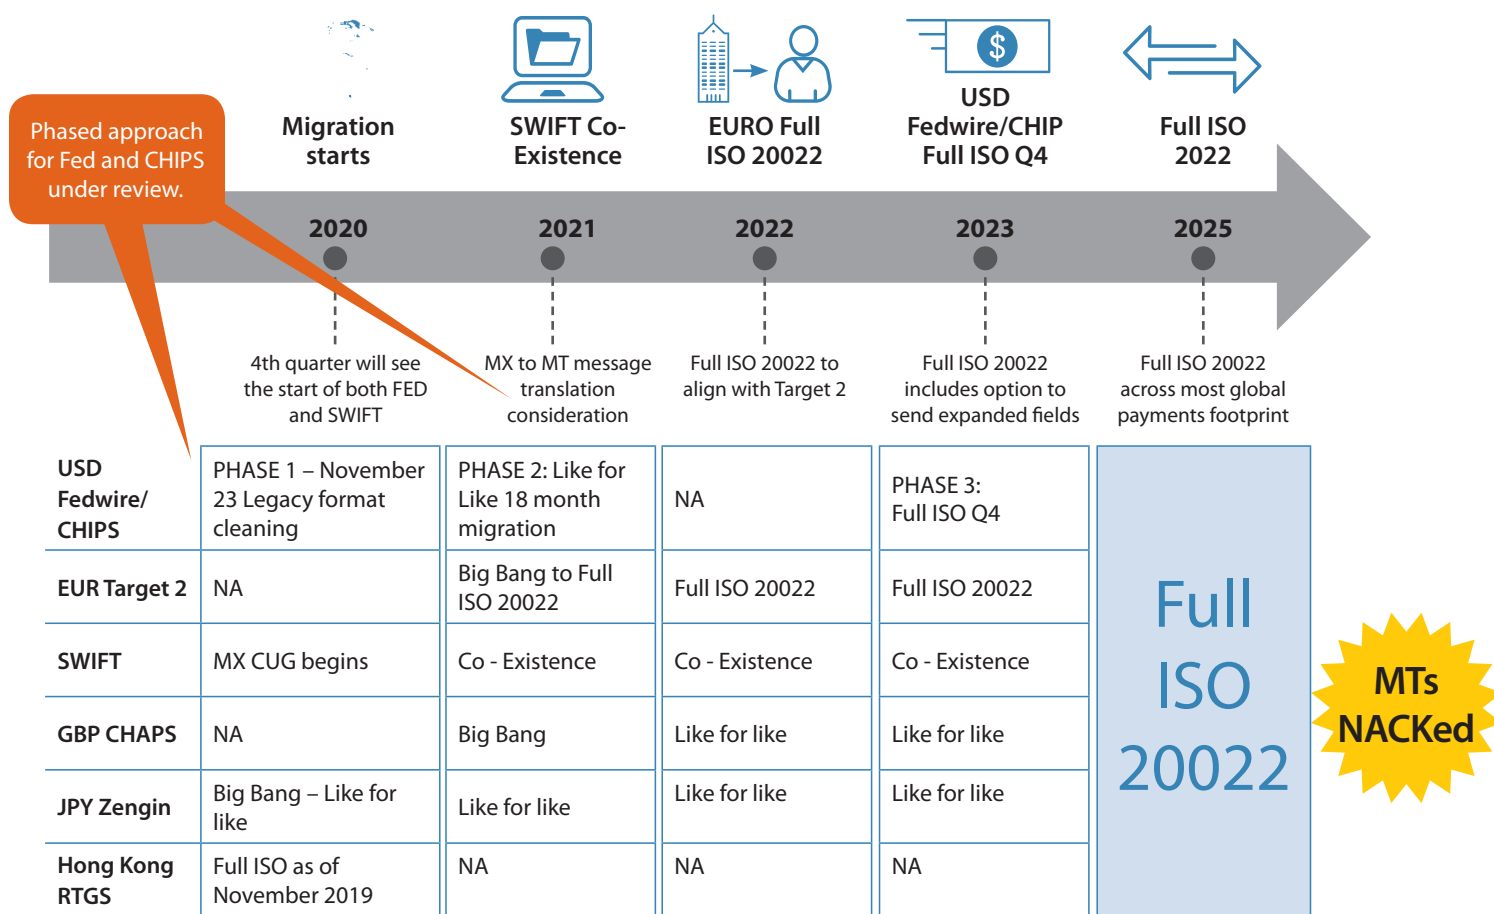 Phased approach
for Fed and CHIPS
under review.
Migration
starts
SWIFT Co-
Existence
EURO Full
ISO 20022
$
USD
Fedwire/CHIP
Full ISO Q4
Full ISO
2022
2020
2021
2022
2023
2025
4th quarter will see
the start of both FED
and SWIFT
MX to MT message
translation
consideration
Full ISO 20022 to
align with Target 2
Full ISO 20022
includes option to
send expanded fields
Full ISO 20022
across most global
payments footprint
USD
Fedwire/
CHIPS
PHASE 1 – November
23 Legacy format
cleaning
PHASE 2: Like for
Like 18 month
migration
NA
PHASE 3:
Full ISO Q4
EUR Target 2
NA
Big Bang to Full
ISO 20022
Full ISO 20022
Full ISO 20022
SWIFT
MX CUG begins
Co - Existence
Co - Existence
Co - Existence
GBP CHAPS
NA
Big Bang
Like for like
Like for like
JPY Zengin
Big Bang – Like for
like
Like for like
Like for like
Like for like
Hong Kong
RTGS
Full ISO as of
November 2019
NA
NA
NA
Full
ISO
20022
MTs
NACKed